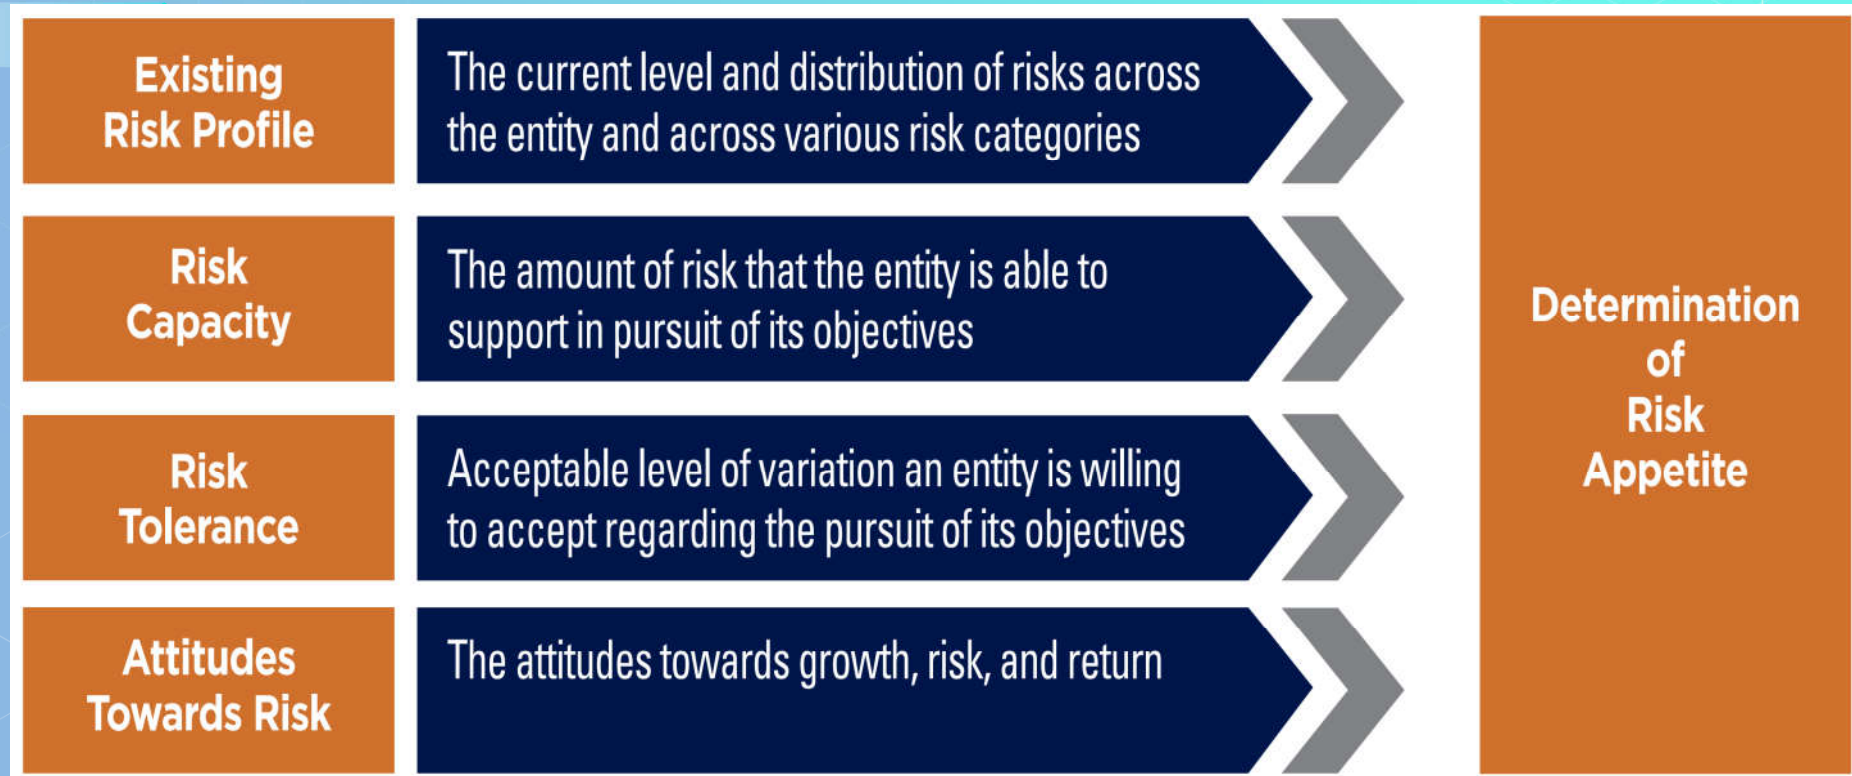 Existing
Risk Profile
The current level and distribution of risks across
the entity and across various risk categories
Risk
Capacity
The amount of risk that the entity is able to
support in pursuit of its objectives
Risk
Tolerance
Acceptable level of variation an entity is willing
to accept regarding the pursuit of its objectives
Attitudes
Towards Risk
The attitudes towards growth, risk, and return
Determination
of
Risk
Appetite